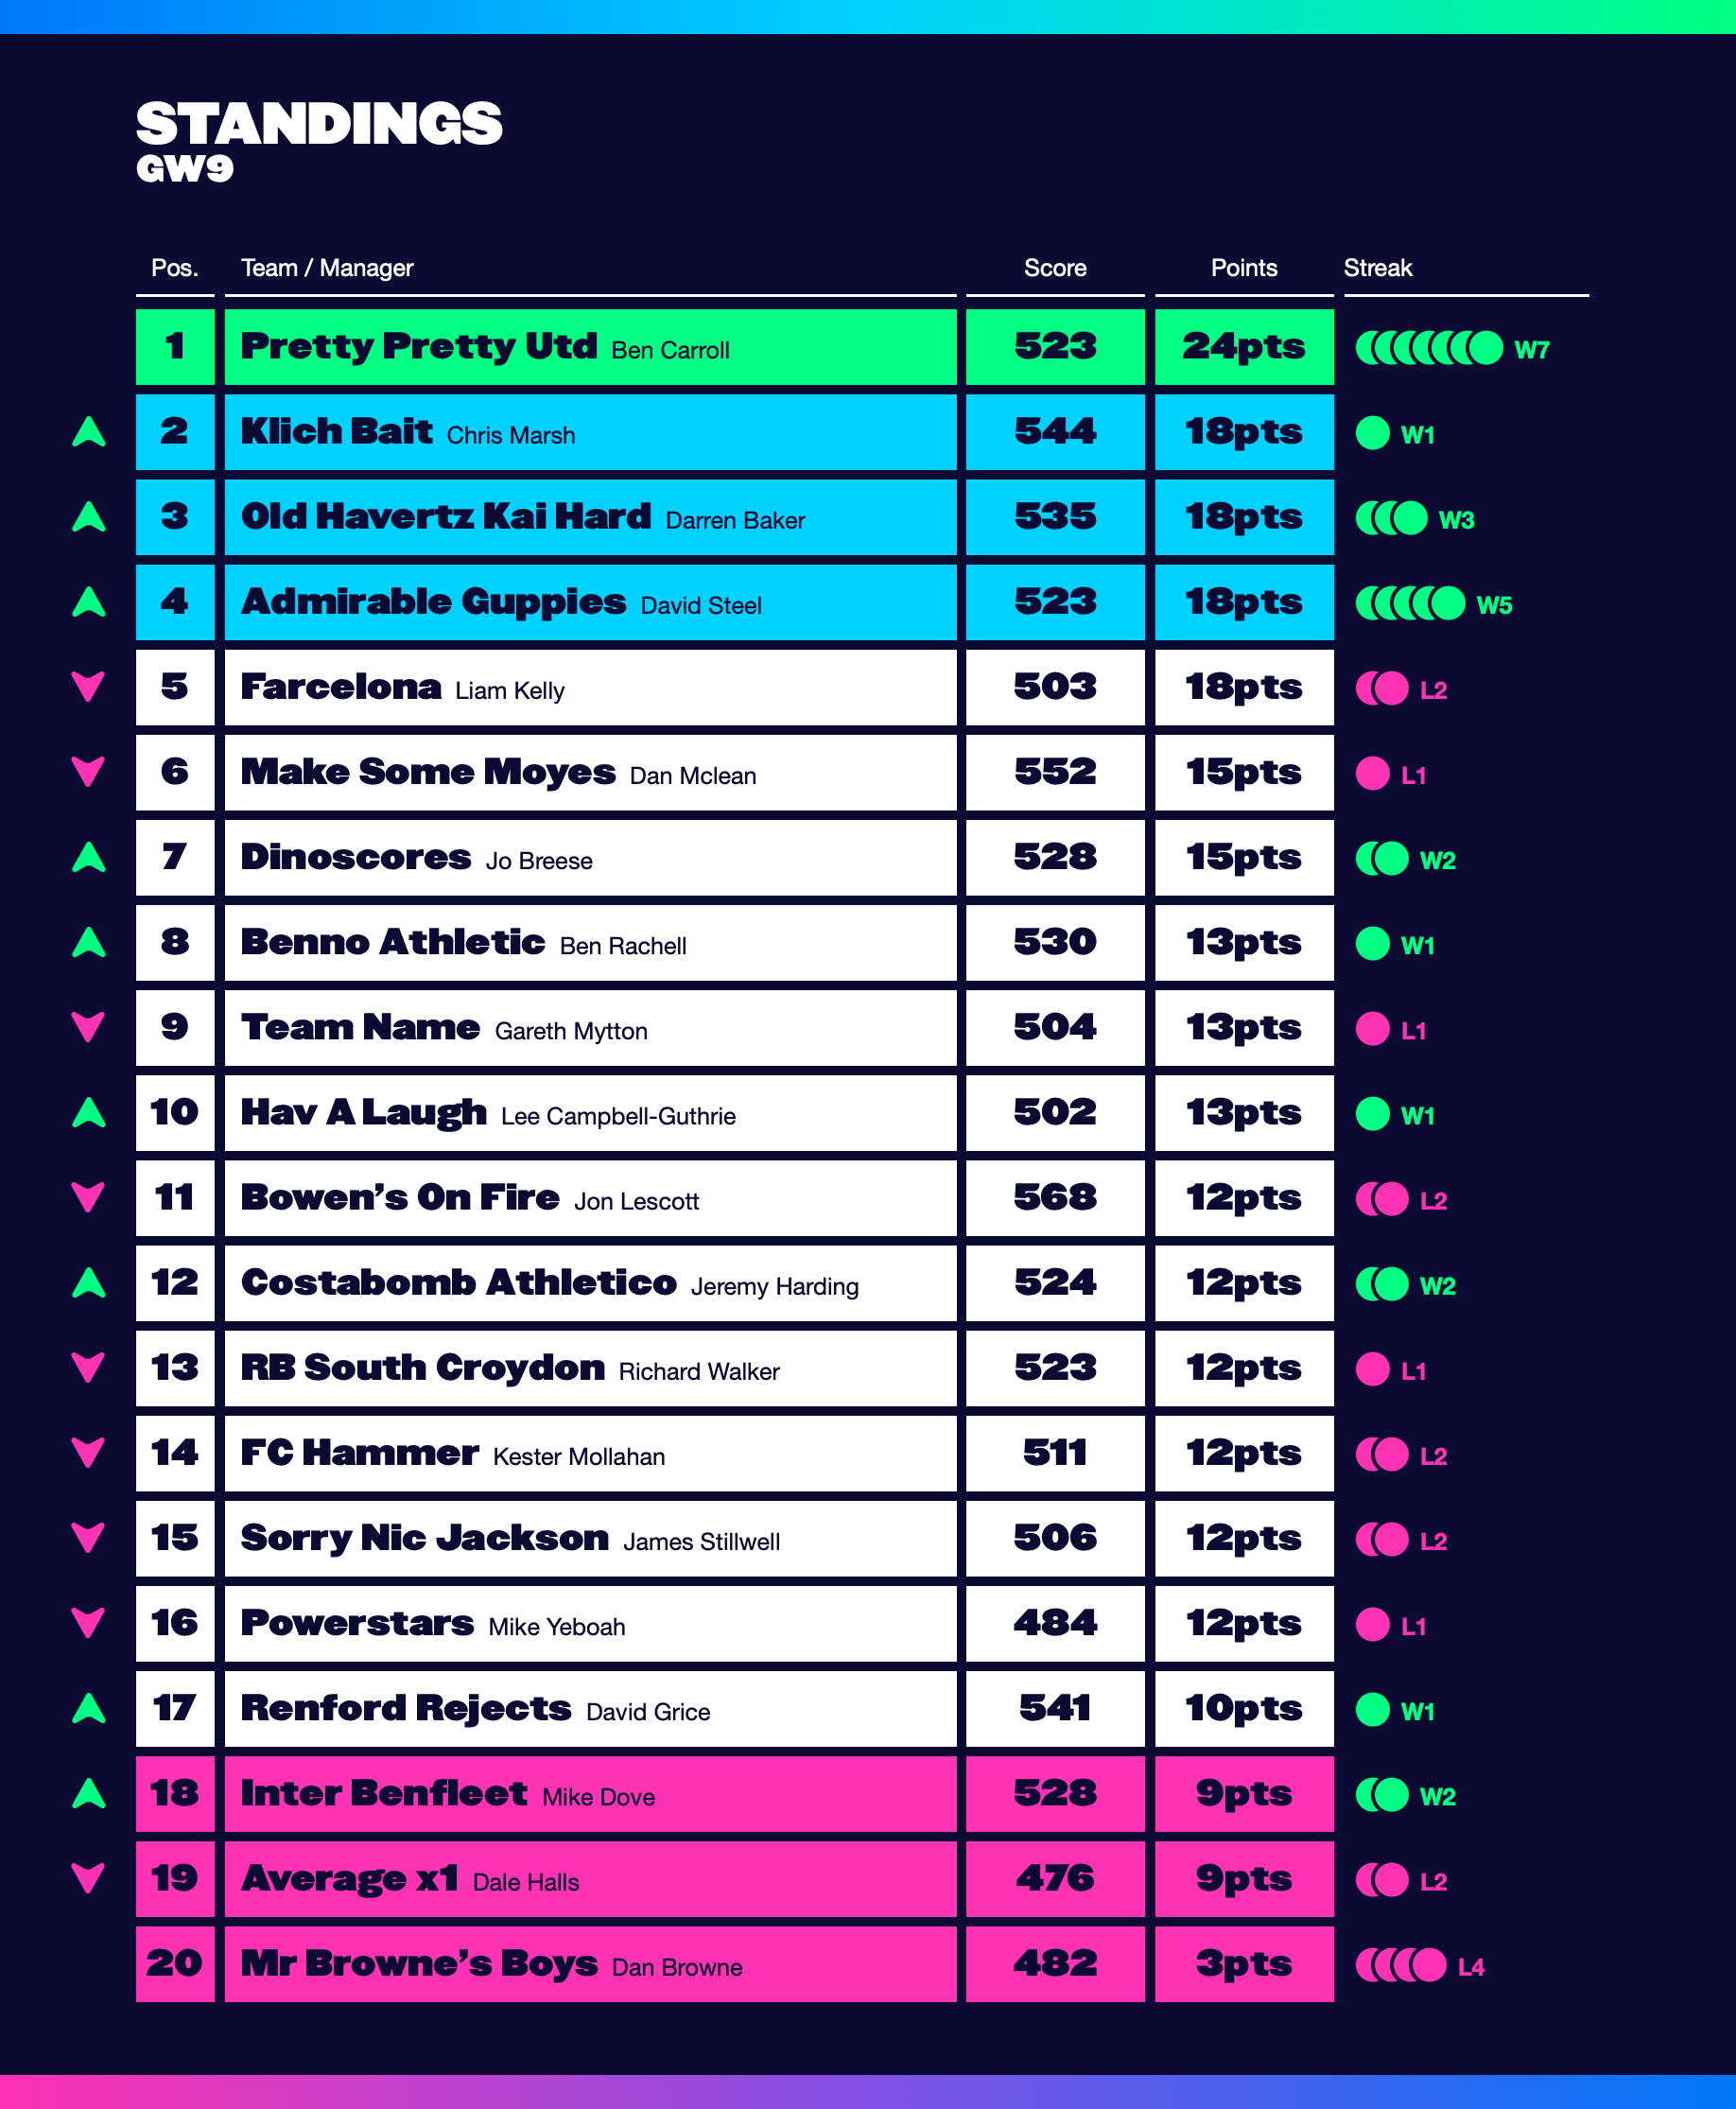 STANDINGS
GW9
Pos. Team / Manager Score Points Streak
1 Pretty Pretty Utd Ben Carroll 523 24pts W7
2 Klich Bait Chris Marsh 544 18pts W1
3 Old Havertz Kai Hard Darren Baker 535 18pts W3
4 Admirable Guppies David Steel 523 18pts W5
5 Farcelona Liam Kelly 503 18pts L2
6 Make Some Moyes Dan Mclean 552 15pts L1
7 Dinoscores Jo Breese 528 15pts W2
8 Benno Athletic Ben Rachell 530 13pts W1
9 Team Name Gareth Mytton 504 13pts L1
10 Hav A Laugh Lee Campbell-Guthrie 502 13pts W1
11 Bowen’s On Fire Jon Lescott 568 12pts L2
12 Costabomb Athletico Jeremy Harding 524 12pts W2
13 RB South Croydon Richard Walker 523 12pts L1
14 FC Hammer Kester Mollahan 511 12pts L2
15 Sorry Nic Jackson James Stillwell 506 12pts L2
16 Powerstars Mike Yeboah 484 12pts L1
17 Renford Rejects David Grice 541 10pts W1
18 Inter Benfleet Mike Dove 528 9pts W2
19 Average x1 Dale Halls 476 9pts L2
20 Mr Browne’s Boys Dan Browne 482 3pts L4